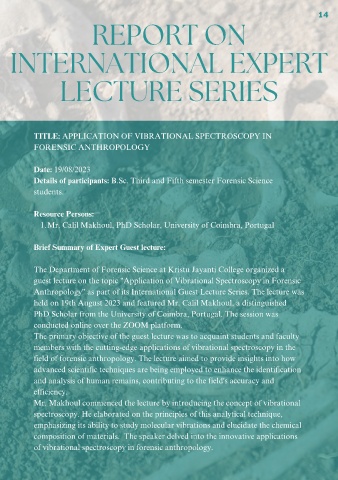 14
REPORT ON
INTERNATIONAL EXPERT
LECTURE SERIES
TITLE: APPLICATION OF VIBRATIONAL SPECTROSCOPY IN
FORENSIC ANTHROPOLOGY
Date: 19/08/2023
Details of participants: B.Sc. Third and Fifth semester Forensic Science
students.
Resource Persons:
1. Mr. Calil Makhoul, PhD Scholar, University of Coimbra, Portugal
Brief Summary of Expert Guest lecture:
The Department of Forensic Science at Kristu Jayanti College organized a
guest lecture on the topic "Application of Vibrational Spectroscopy in Forensic
Anthropology" as part of its International Guest Lecture Series. The lecture was
held on 19th August 2023 and featured Mr. Calil Makhoul, a distinguished
PhD Scholar from the University of Coimbra, Portugal. The session was
conducted online over the ZOOM platform.
The primary objective of the guest lecture was to acquaint students and faculty
members with the cutting-edge applications of vibrational spectroscopy in the
field of forensic anthropology. The lecture aimed to provide insights into how
advanced scientific techniques are being employed to enhance the identification
and analysis of human remains, contributing to the field's accuracy and
efficiency.
Mr. Makhoul commenced the lecture by introducing the concept of vibrational
spectroscopy. He elaborated on the principles of this analytical technique,
emphasizing its ability to study molecular vibrations and elucidate the chemical
composition of materials. The speaker delved into the innovative applications
of vibrational spectroscopy in forensic anthropology.